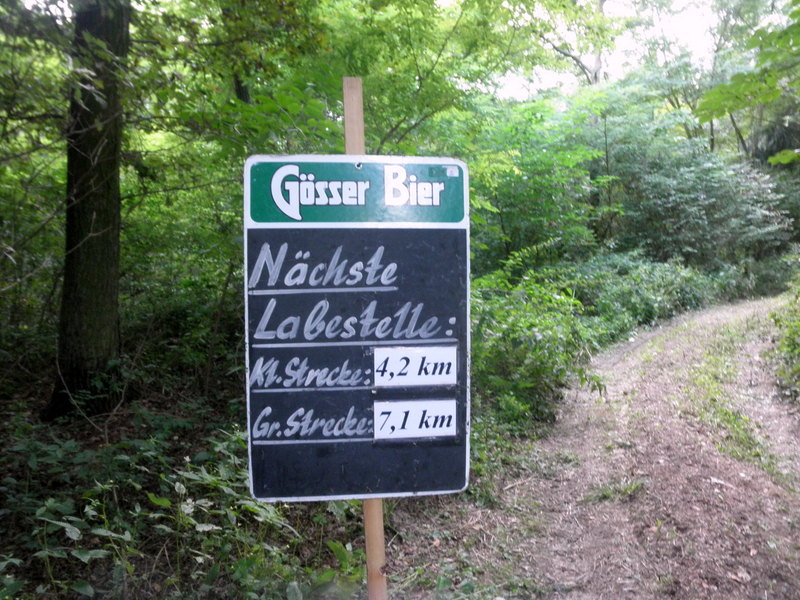 Gösser Bier
Nächste
Labestelle:
Kl. Strecke: 4,2 km
Gr. Strecke: 7,1 km